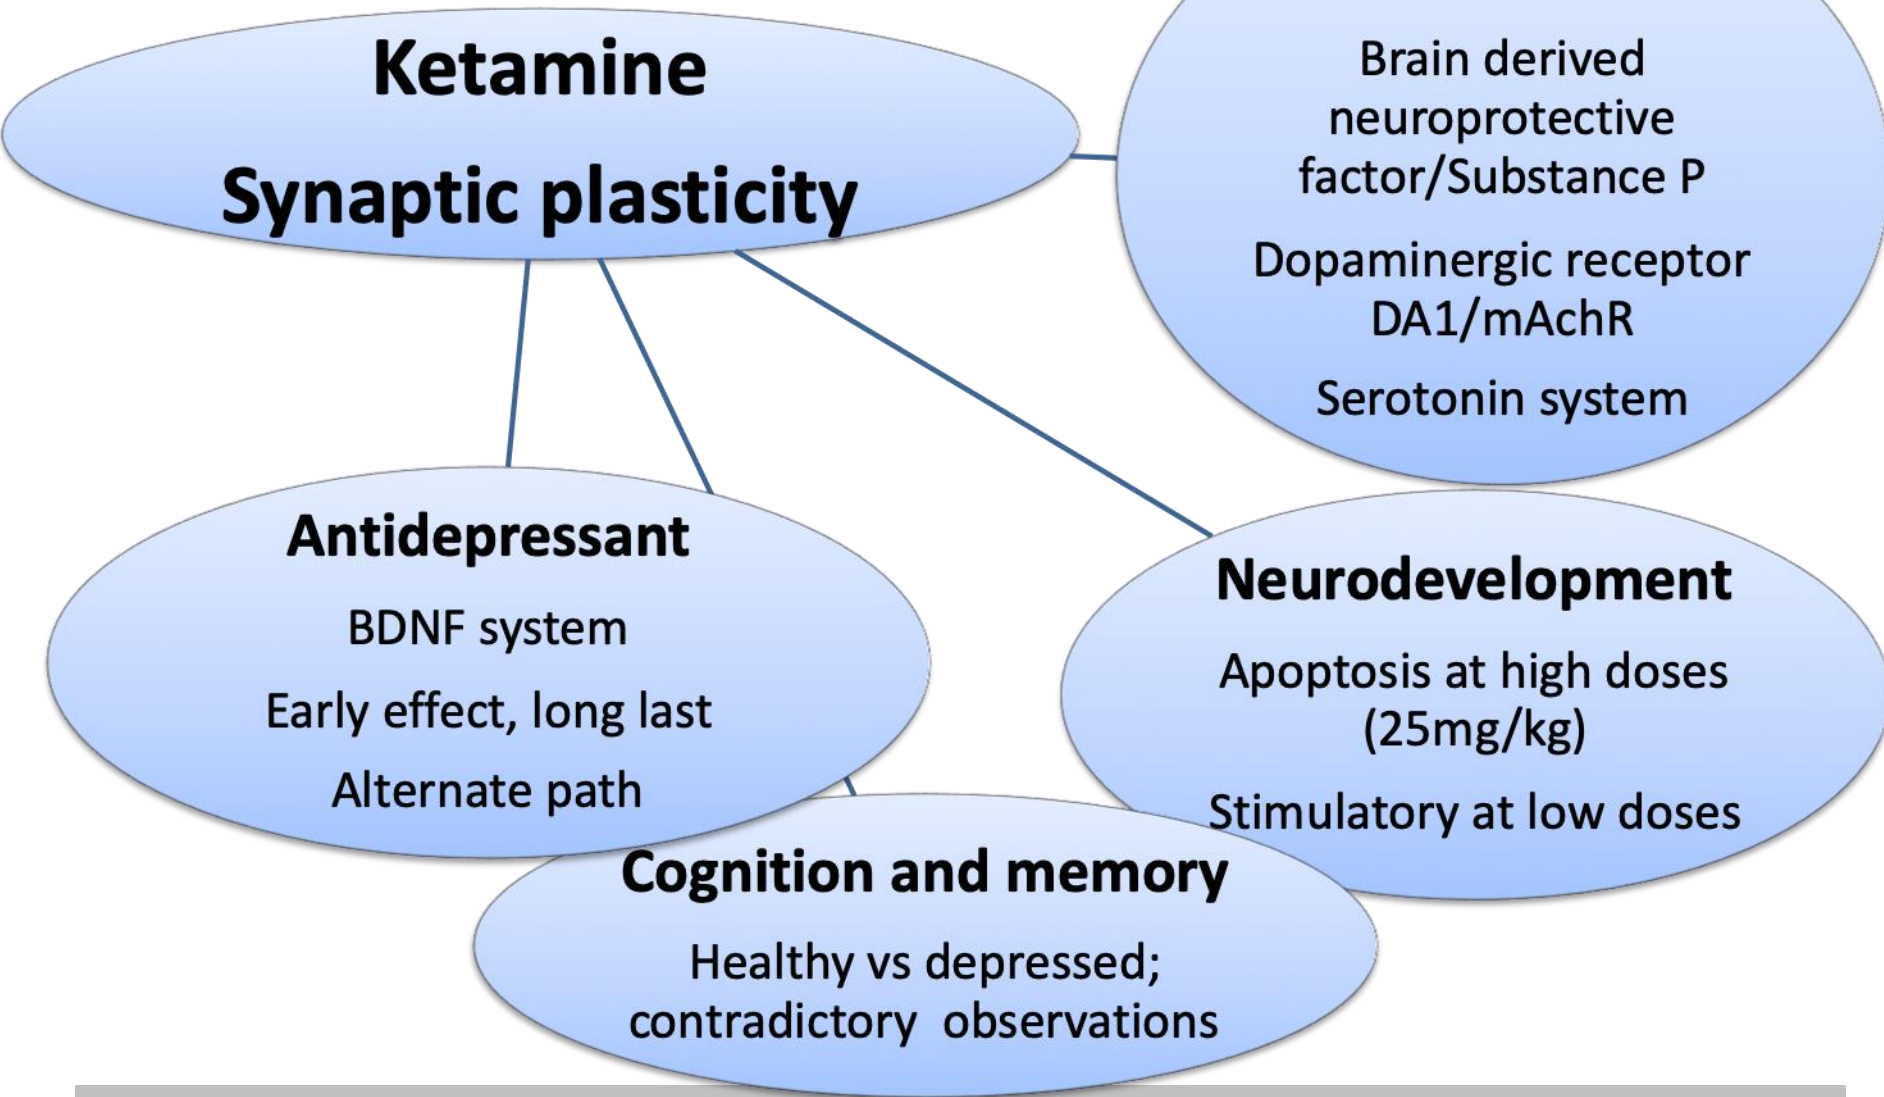 Ketamine
Synaptic plasticity
Brain derived
neuroprotective
factor/Substance P
Dopaminergic receptor
DA1/mAchR
Serotonin system
Antidepressant
BDNF system
Early effect, long last
Alternate path
Neurodevelopment
Apoptosis at high doses
(25mg/kg)
Stimulatory at low doses
Cognition and memory
Healthy vs depressed;
contradictory  observations